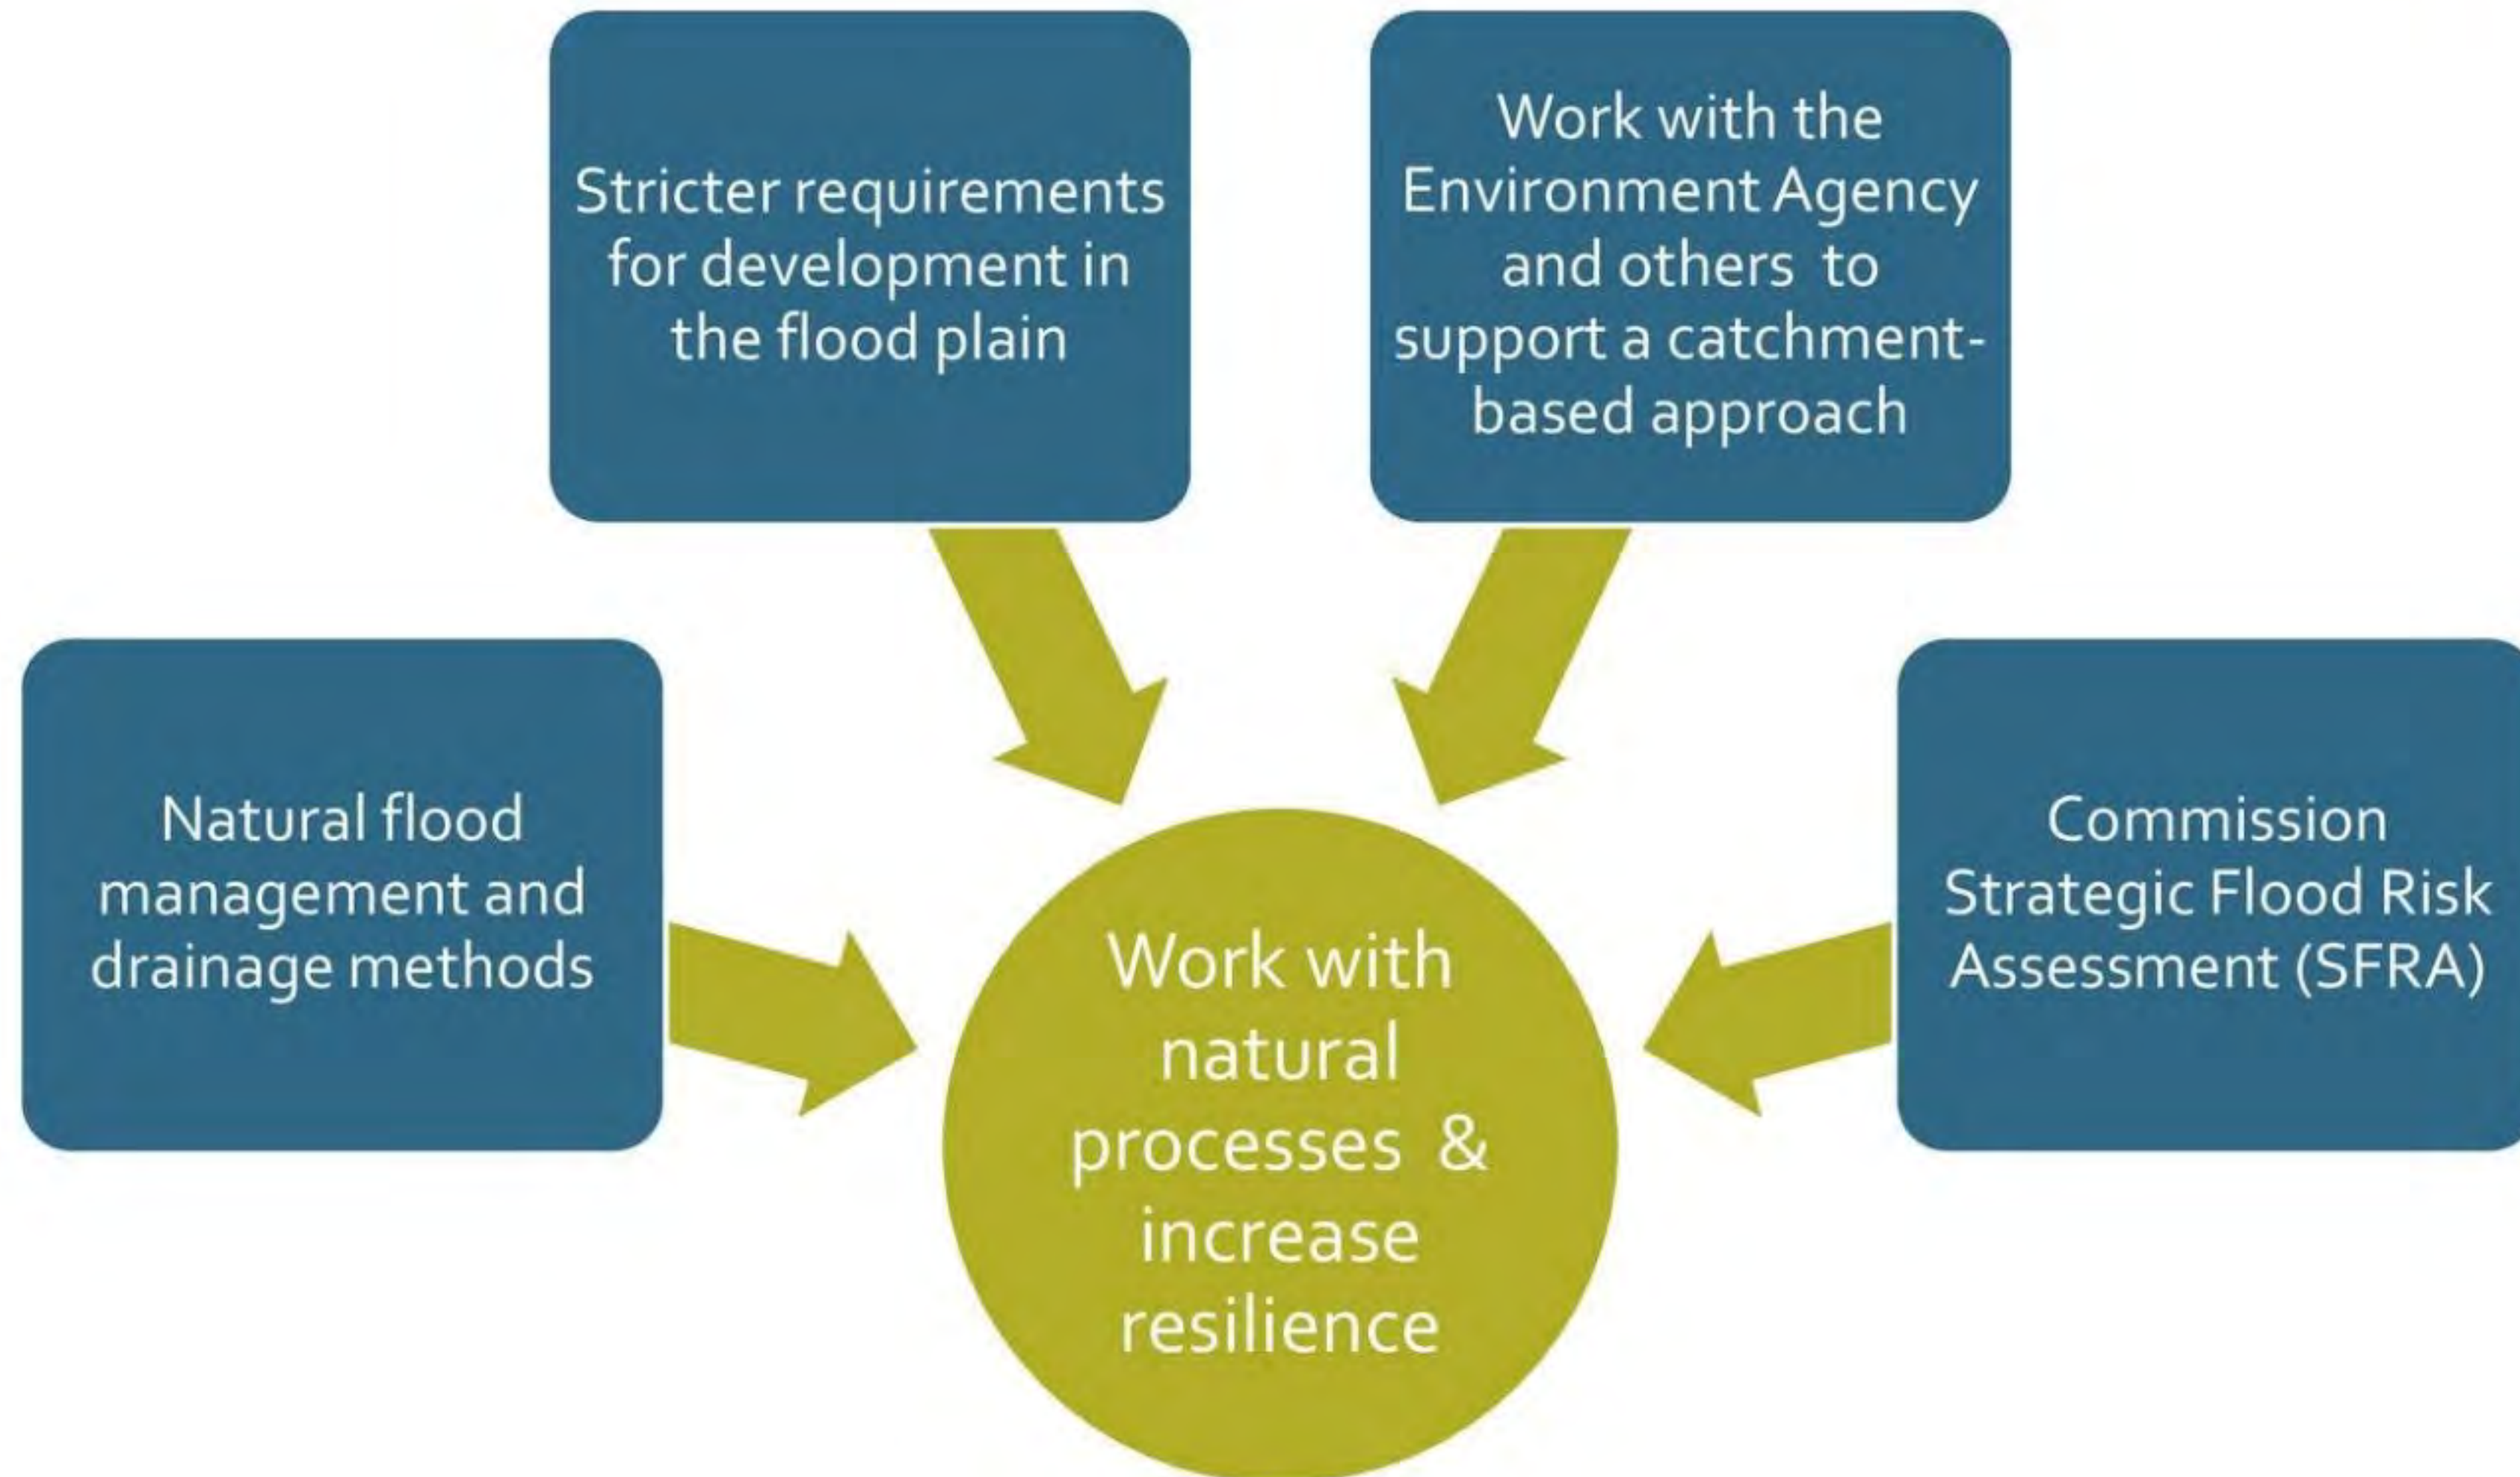 Stricter requirements
for development in
the flood plain
Work with the
Environment Agency
and others  to
support a catchment-
based approach
Natural flood
management and
drainage methods
Commission
Strategic Flood Risk
Assessment (SFRA)
Work with
natural
processes  &
increase
resilience